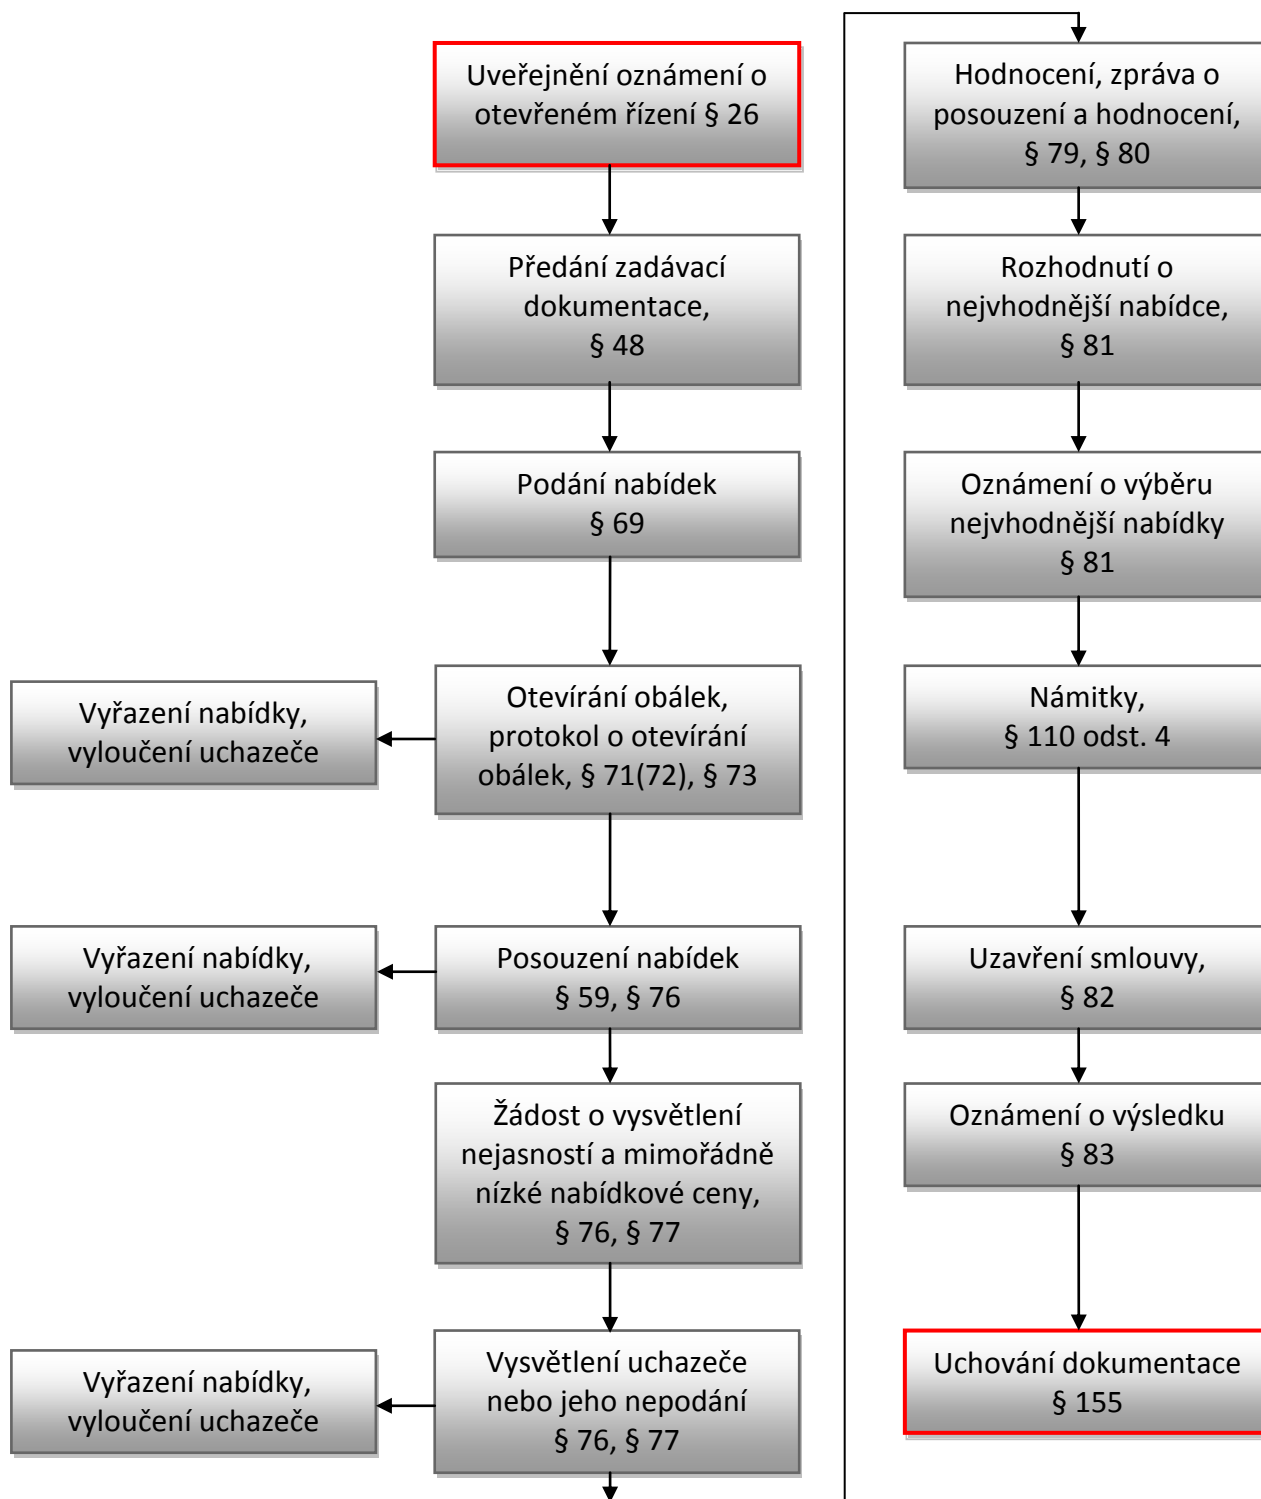 Uveřejnění oznámení o
otevřeném řízení § 26
Předání zadávací
dokumentace,
§ 48
Podání nabídek
§ 69
Otevírání obálek,
protokol o otevírání
obálek, § 71(72), § 73
Vyřazení nabídky,
vyloučení uchazeče
Posouzení nabídek
§ 59, § 76
Vyřazení nabídky,
vyloučení uchazeče
Žádost o vysvětlení
nejasností a mimořádně
nízké nabídkové ceny,
§ 76, § 77
Vysvětlení uchazeče
nebo jeho nepodání
§ 76, § 77
Vyřazení nabídky,
vyloučení uchazeče
Hodnocení, zpráva o
posouzení a hodnocení,
§ 79, § 80
Rozhodnutí o
nejvhodnější nabídce,
§ 81
Oznámení o výběru
nejvhodnější nabídky
§ 81
Námitky,
§ 110 odst. 4
Uzavření smlouvy,
§ 82
Oznámení o výsledku
§ 83
Uchování dokumentace
§ 155